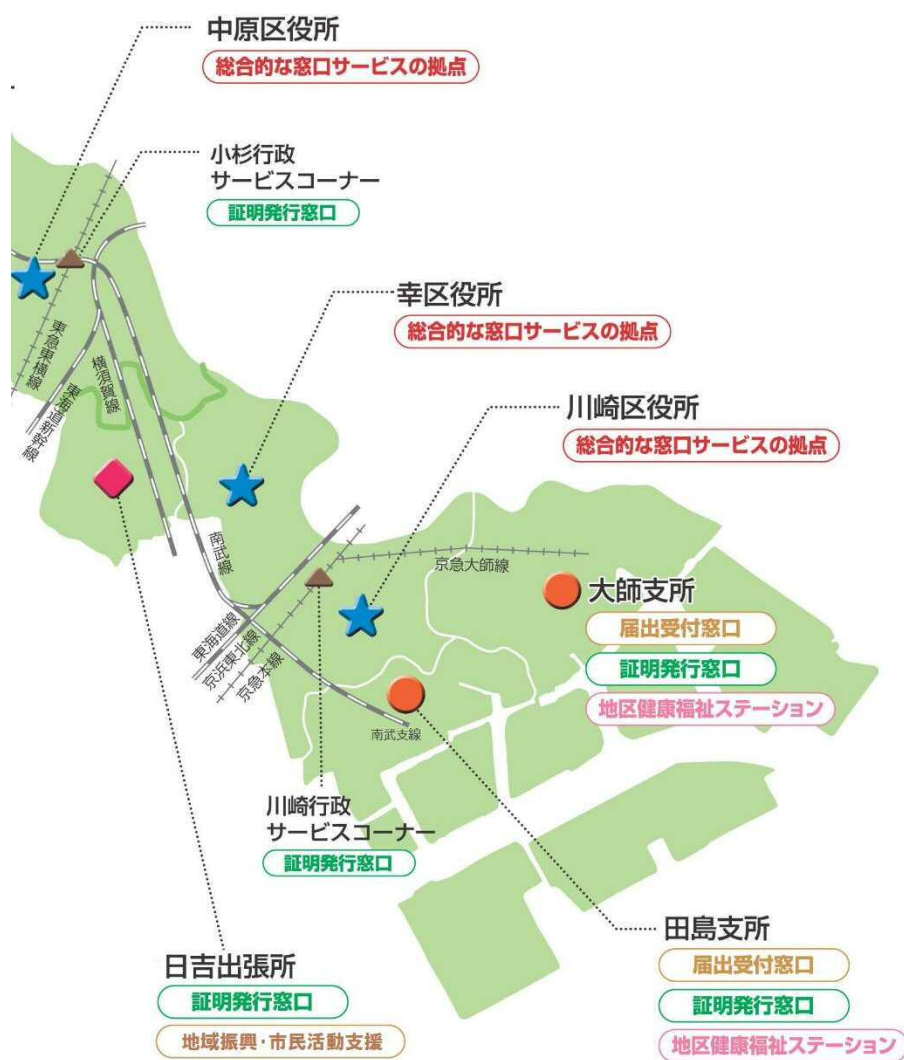 中原区役所
総合的な窓口サービスの拠点
小杉行政
サービスコーナー
証明発行窓口
幸区役所
総合的な窓口サービスの拠点
川崎区役所
総合的な窓口サービスの拠点
東急東横線
東海道新幹線
横須賀線
南武線
京急大師線
大師支所
届出受付窓口
証明発行窓口
地区健康福祉ステーション
東海道線
京浜東北線
京急本線
南武支線
川崎行政
サービスコーナー
証明発行窓口
田島支所
届出受付窓口
証明発行窓口
地区健康福祉ステーション
日吉出張所
証明発行窓口
地域振興・市民活動支援